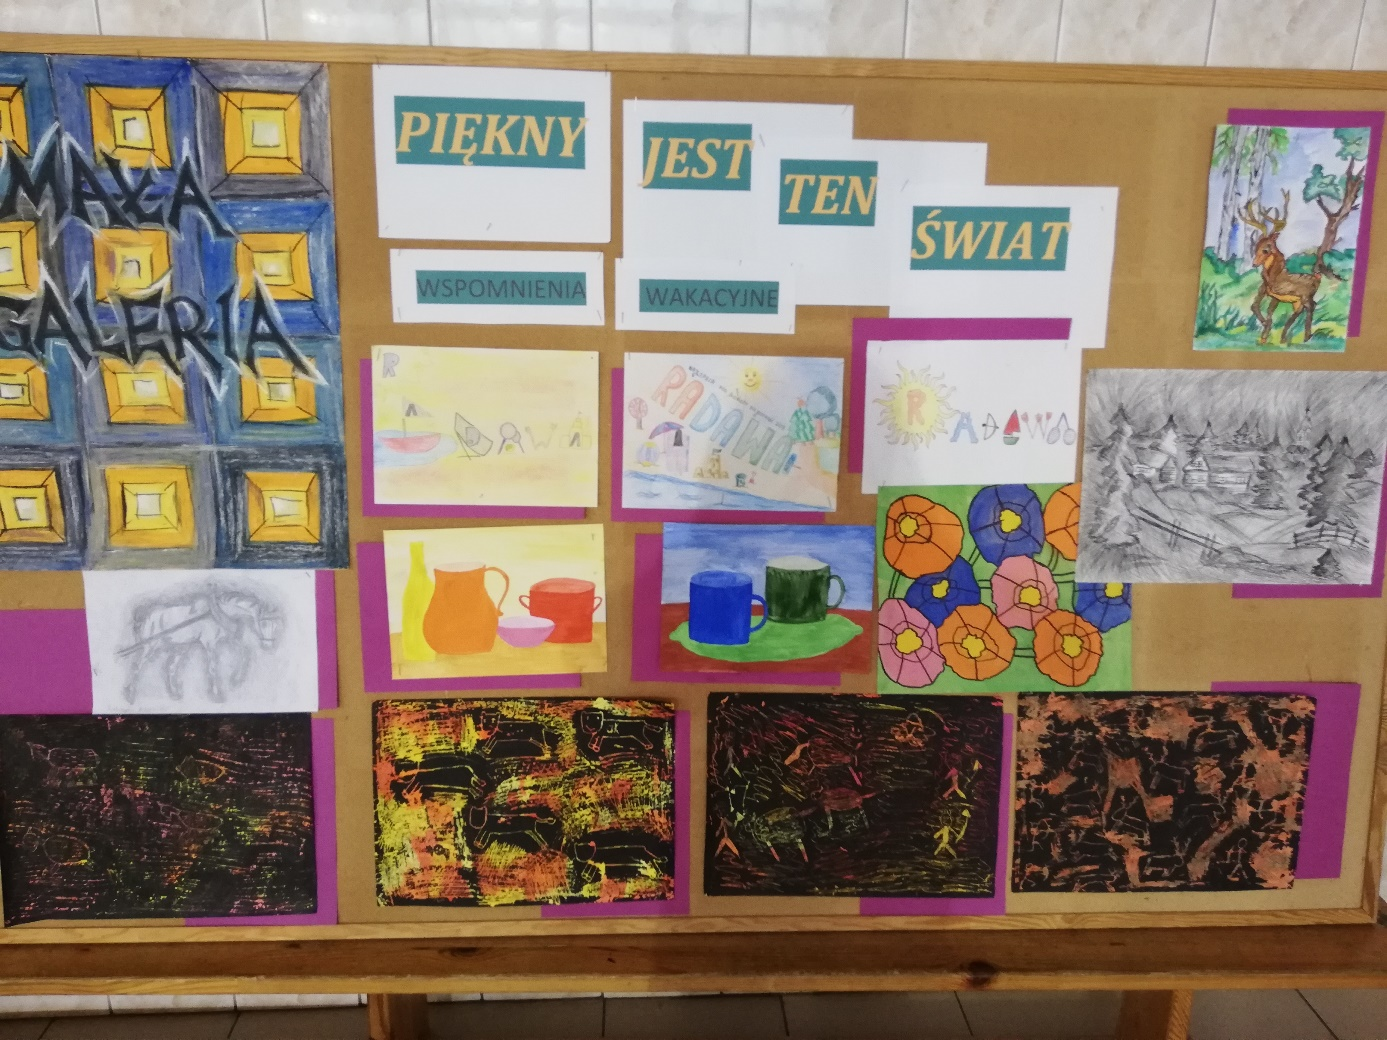 MAŁA
GALERIA
PIĘKNY
JEST
TEN
ŚWIAT
WSPOMNIENIA
WAKACYJNE
RADAWA
RADAWA
RADAWA